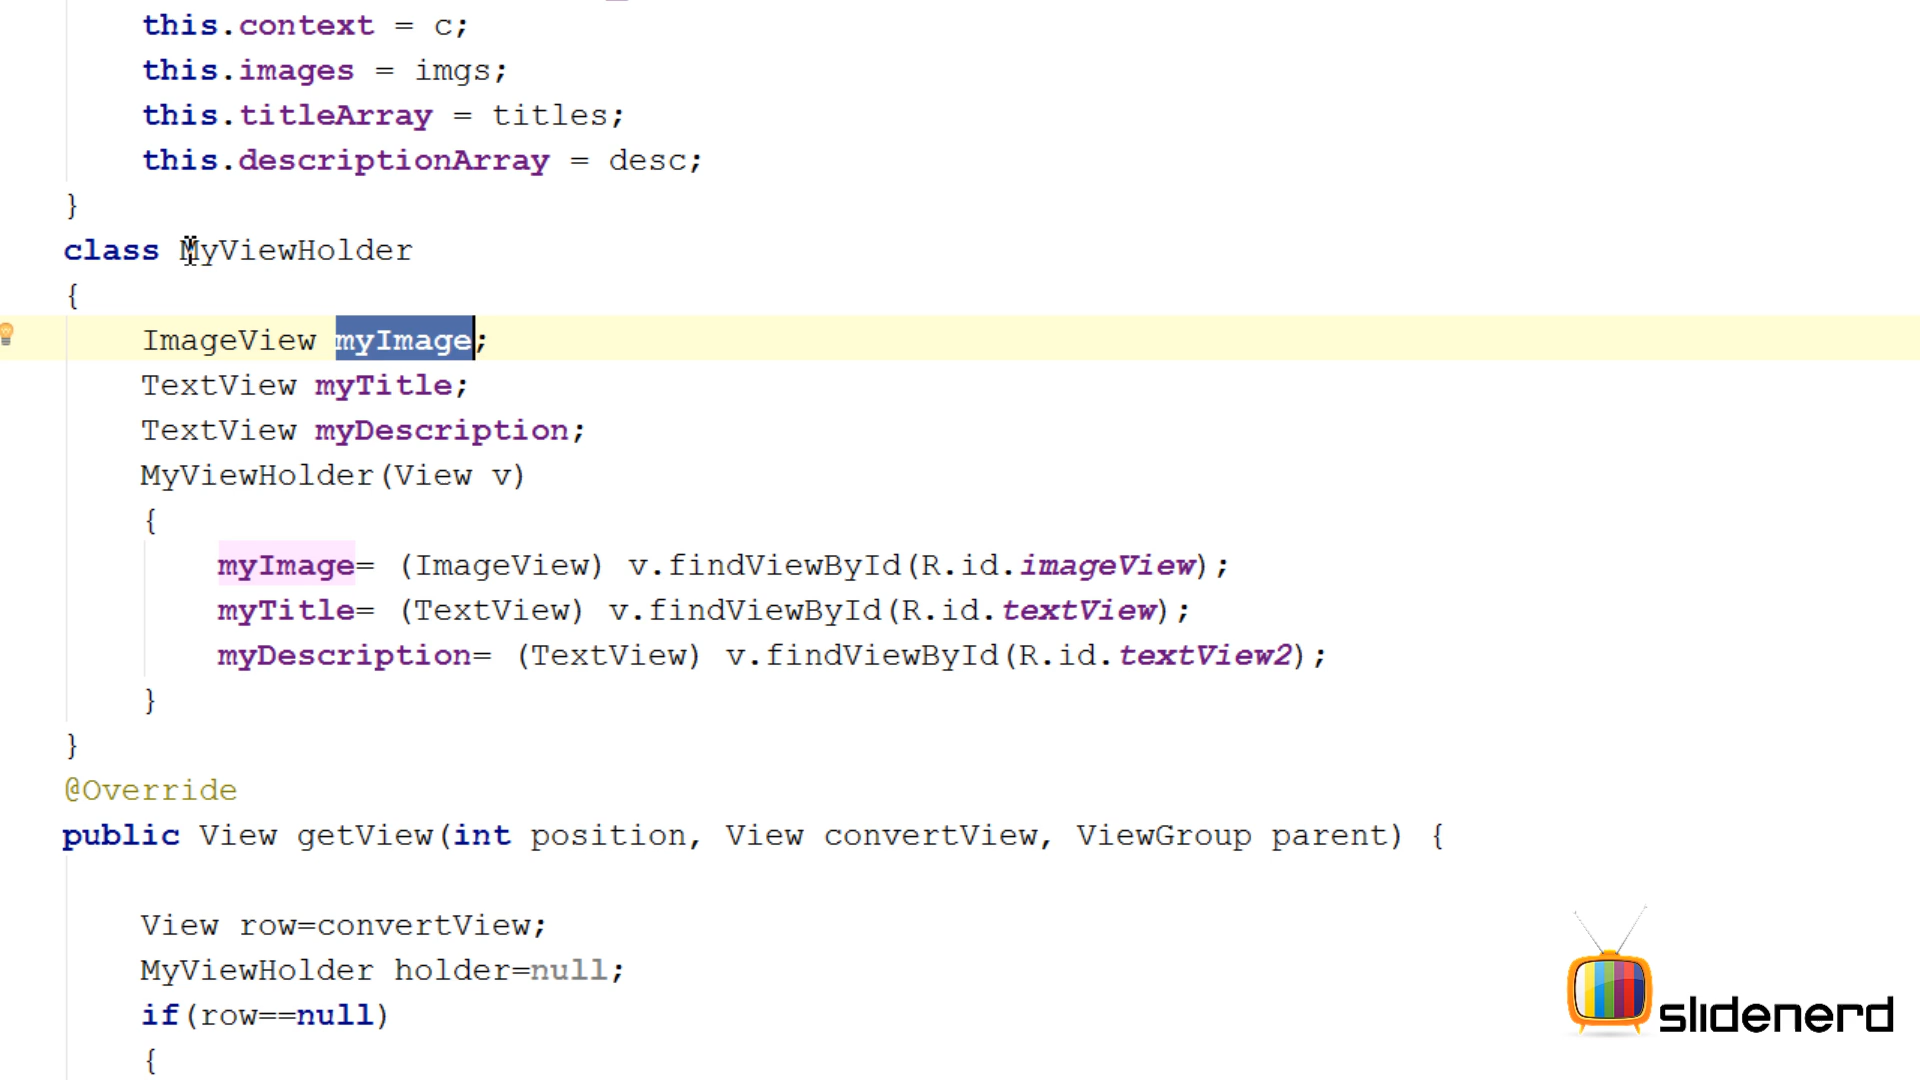 this.context = c;
this.images = imgs;
this.titleArray = titles;
this.descriptionArray = desc;
}
class MyViewHolder
{
ImageView myImage;
TextView myTitle;
TextView myDescription;
MyViewHolder(View v)
{
myImage= (ImageView) v.findViewById(R.id.imageView);
myTitle= (TextView) v.findViewById(R.id.textView);
myDescription= (TextView) v.findViewById(R.id.textView2);
}
}
@Override
public View getView(int position, View convertView, ViewGroup parent) {
View row=convertView;
MyViewHolder holder=null;
if(row==null)
{
slidenerd